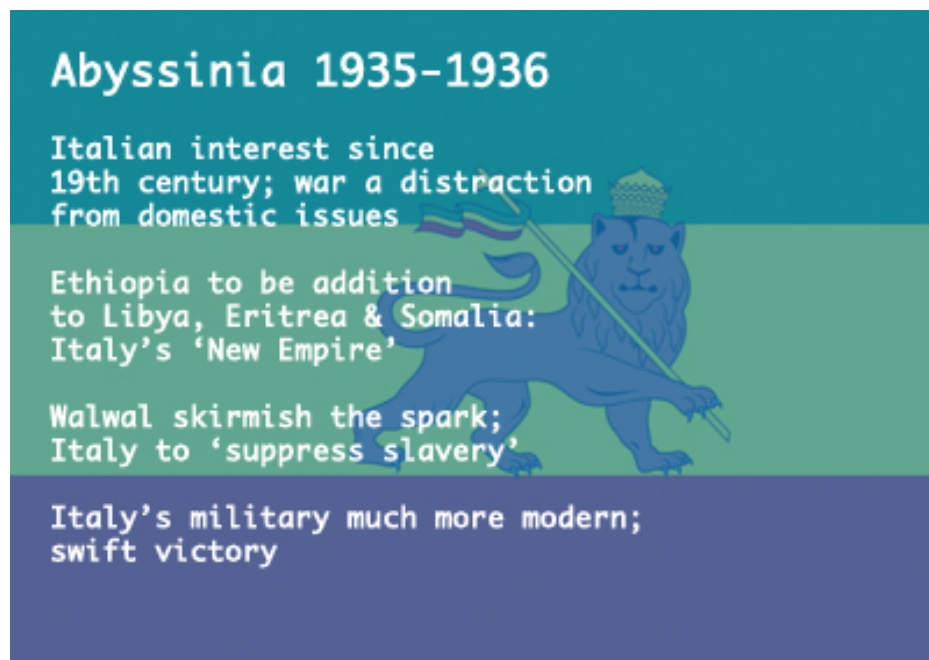 Abyssinia 1935-1936
Italian interest since
19th century; war a distraction
from domestic issues
Ethiopia to be addition
to Libya, Eritrea & Somalia:
Italy’s ‘New Empire’
Walwal skirmish the spark;
Italy to ‘suppress slavery’
Italy’s military much more modern;
swift victory